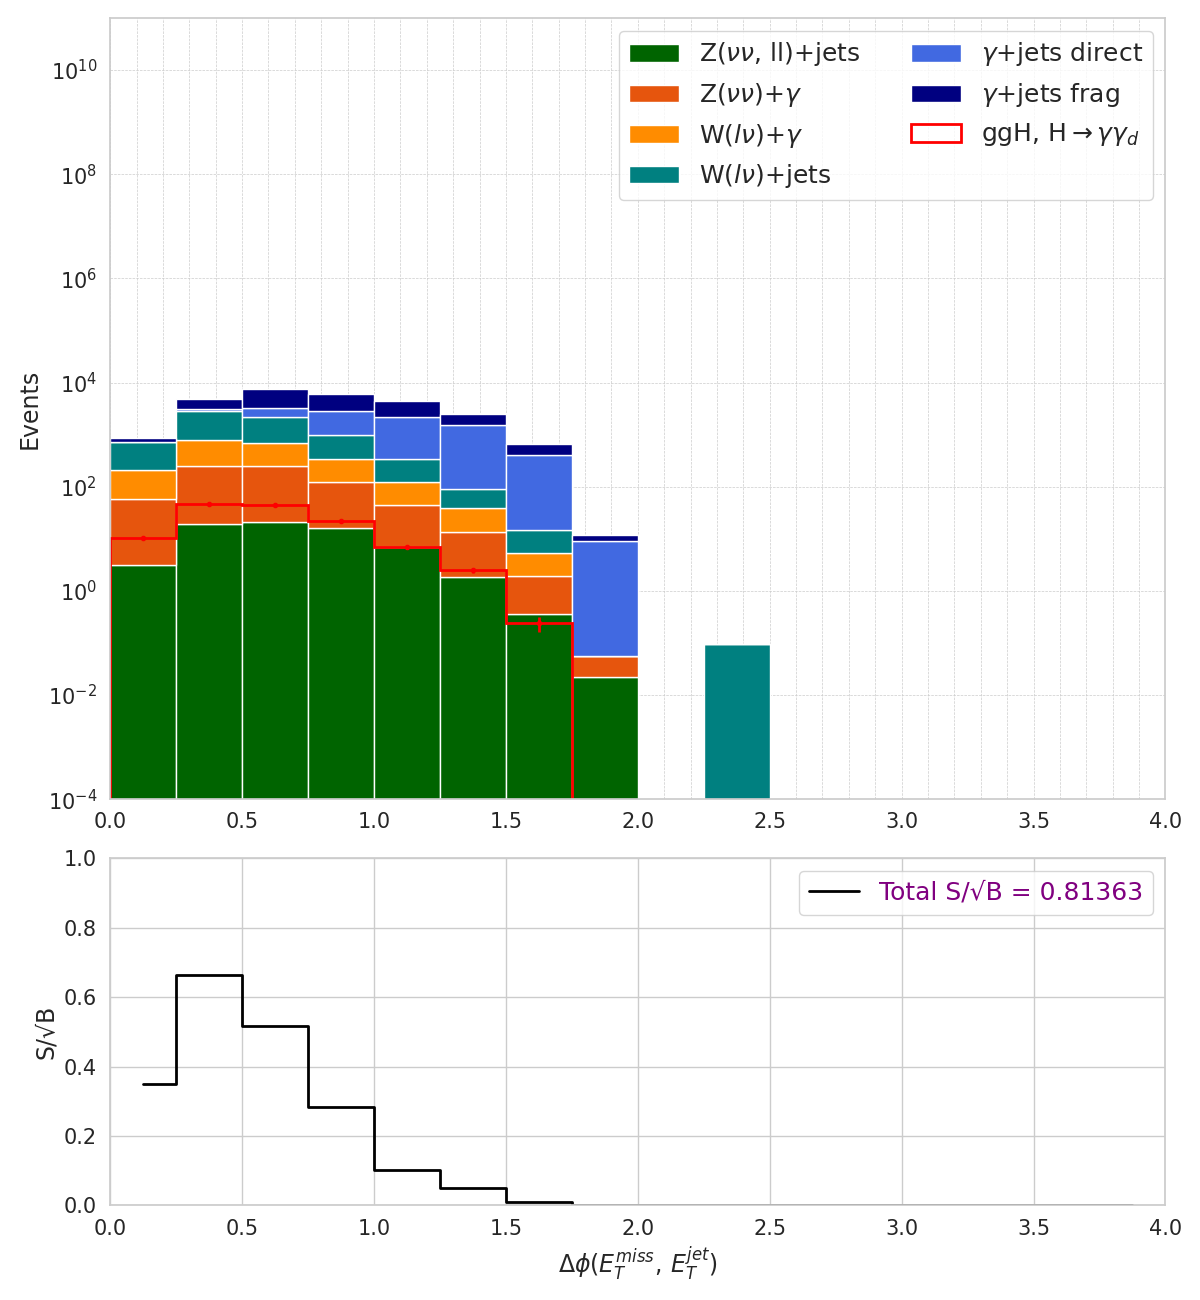 Z(νν, ll)+jets
Z(νν)+γ
W(lν)+γ
W(lν)+jets
γ+jets direct
γ+jets frag
ggH, H→γγ_d
Events
10^10
10^8
10^6
10^4
10^2
10^0
10^−2
10^−4
0.0 0.5 1.0 1.5 2.0 2.5 3.0 3.5 4.0
Total S/√B = 0.81363
S/√B
1.0
0.8
0.6
0.4
0.2
0.0
0.0 0.5 1.0 1.5 2.0 2.5 3.0 3.5 4.0
Δϕ(E_T^miss, E_T^jet)